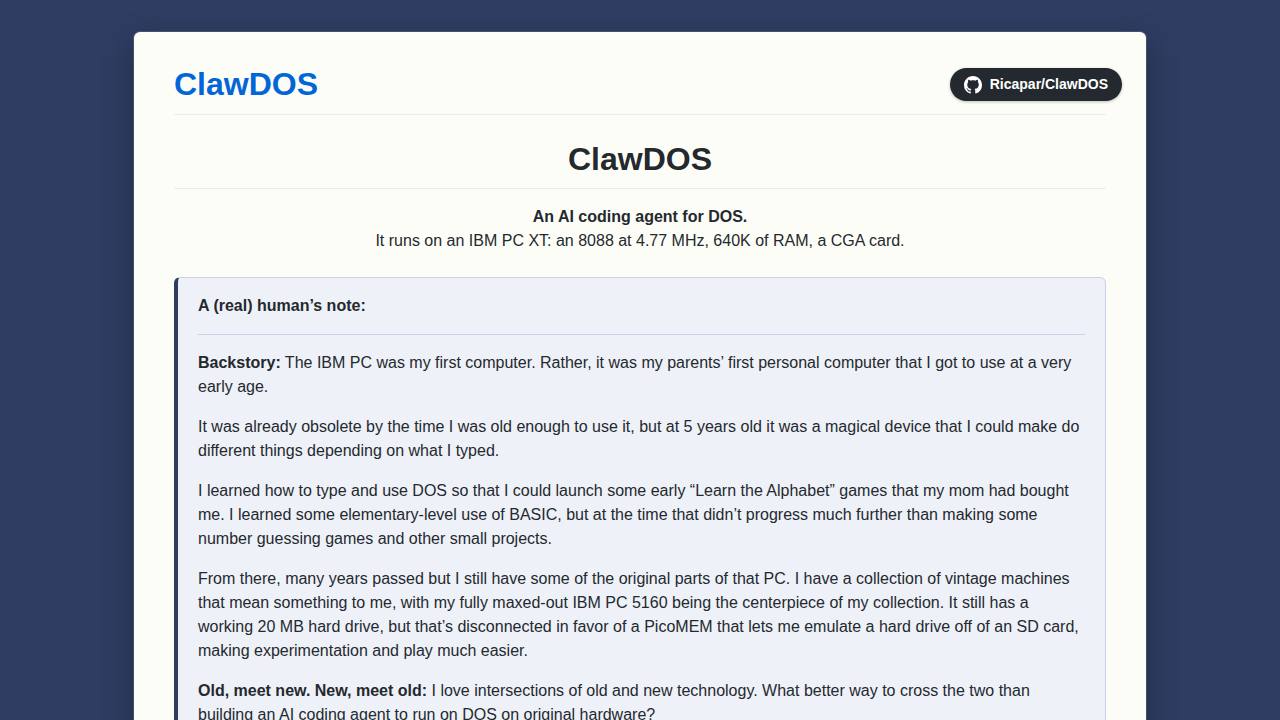 ClawDOS
Ricapar/ClawDOS
ClawDOS
An AI coding agent for DOS.
It runs on an IBM PC XT: an 8088 at 4.77 MHz, 640K of RAM, a CGA card.
A (real) human’s note:
Backstory: The IBM PC was my first computer. Rather, it was my parents’ first personal computer that I got to use at a very
early age.
It was already obsolete by the time I was old enough to use it, but at 5 years old it was a magical device that I could make do
different things depending on what I typed.
I learned how to type and use DOS so that I could launch some early “Learn the Alphabet” games that my mom had bought
me. I learned some elementary-level use of BASIC, but at the time that didn’t progress much further than making some
number guessing games and other small projects.
From there, many years passed but I still have some of the original parts of that PC. I have a collection of vintage machines
that mean something to me, with my fully maxed-out IBM PC 5160 being the centerpiece of my collection. It still has a
working 20 MB hard drive, but that’s disconnected in favor of a PicoMEM that lets me emulate a hard drive off of an SD card,
making experimentation and play much easier.
Old, meet new. New, meet old: I love intersections of old and new technology. What better way to cross the two than
building an AI coding agent to run on DOS on original hardware?